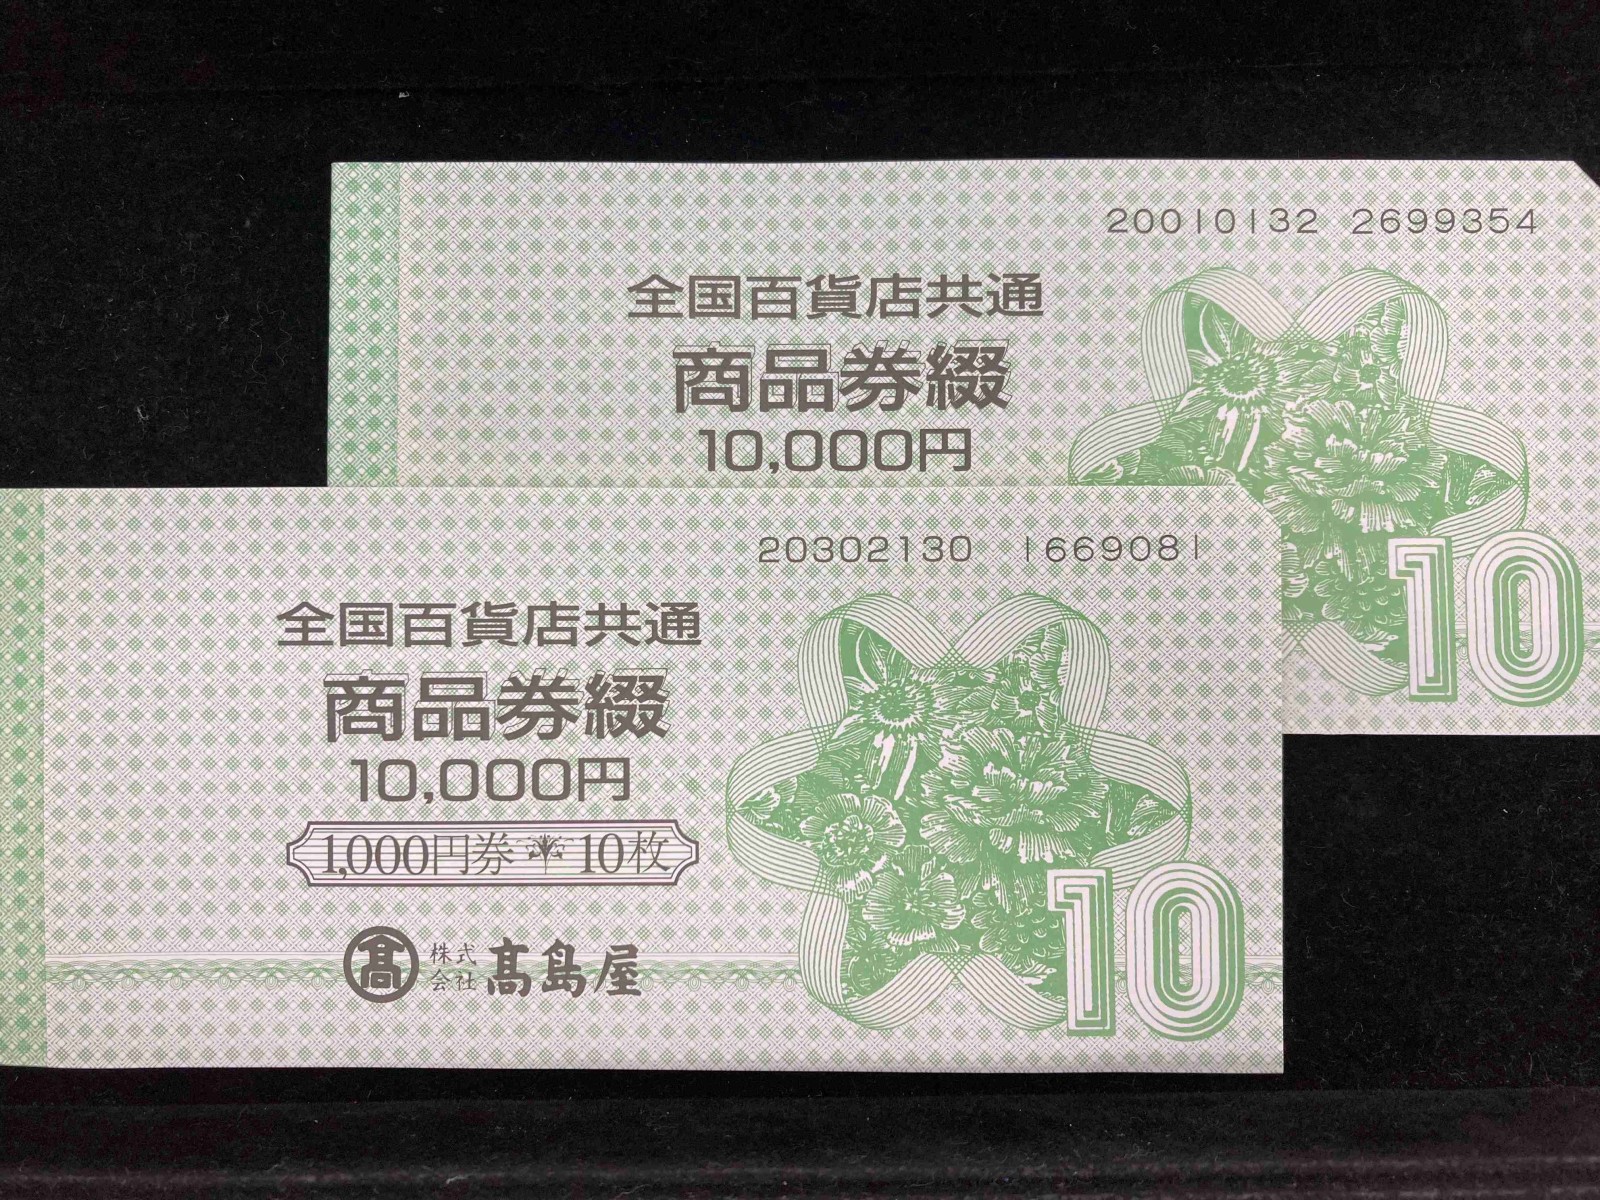 20010132 2699354
全国百貨店共通
商品券綴
10,000円
10
20302130 1669081
全国百貨店共通
商品券綴
10,000円
1,000円券 10枚
髙 株式会社 髙島屋
10